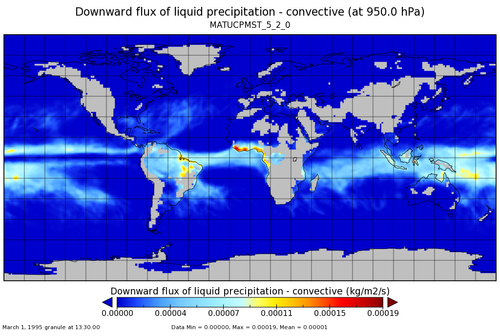 Downward flux of liquid precipitation - convective (at 950.0 hPa)
MATUCPMST_5_2_0
Downward flux of liquid precipitation - convective (kg/m2/s)
0.00000 0.00004 0.00007 0.00011 0.00015 0.00019
March 1, 1995 granule at 13:30:00 Data Min = 0.00000, Max = 0.00019, Mean = 0.00001